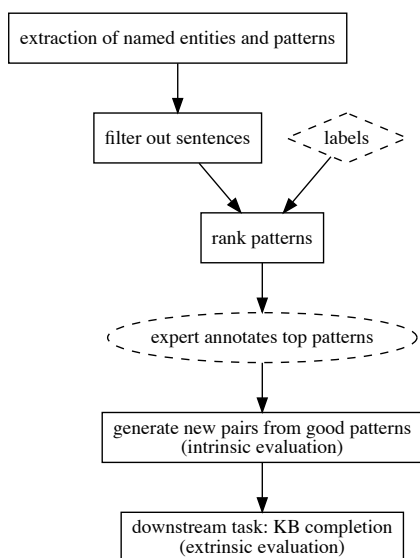 extraction of named entities and patterns
filter out sentences
labels
rank patterns
expert annotates top patterns
generate new pairs from good patterns
(intrinsic evaluation)
downstream task: KB completion
(extrinsic evaluation)